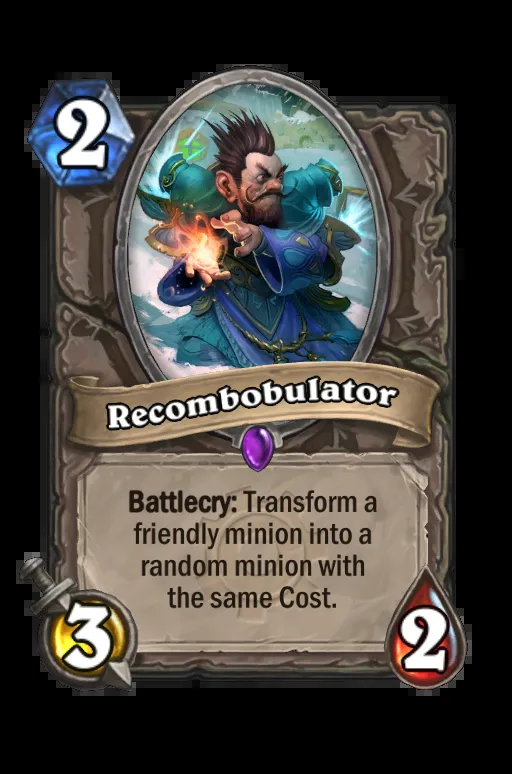 2
Recombobulator
Battlecry: Transform a
friendly minion into a
random minion with
the same Cost.
3
2